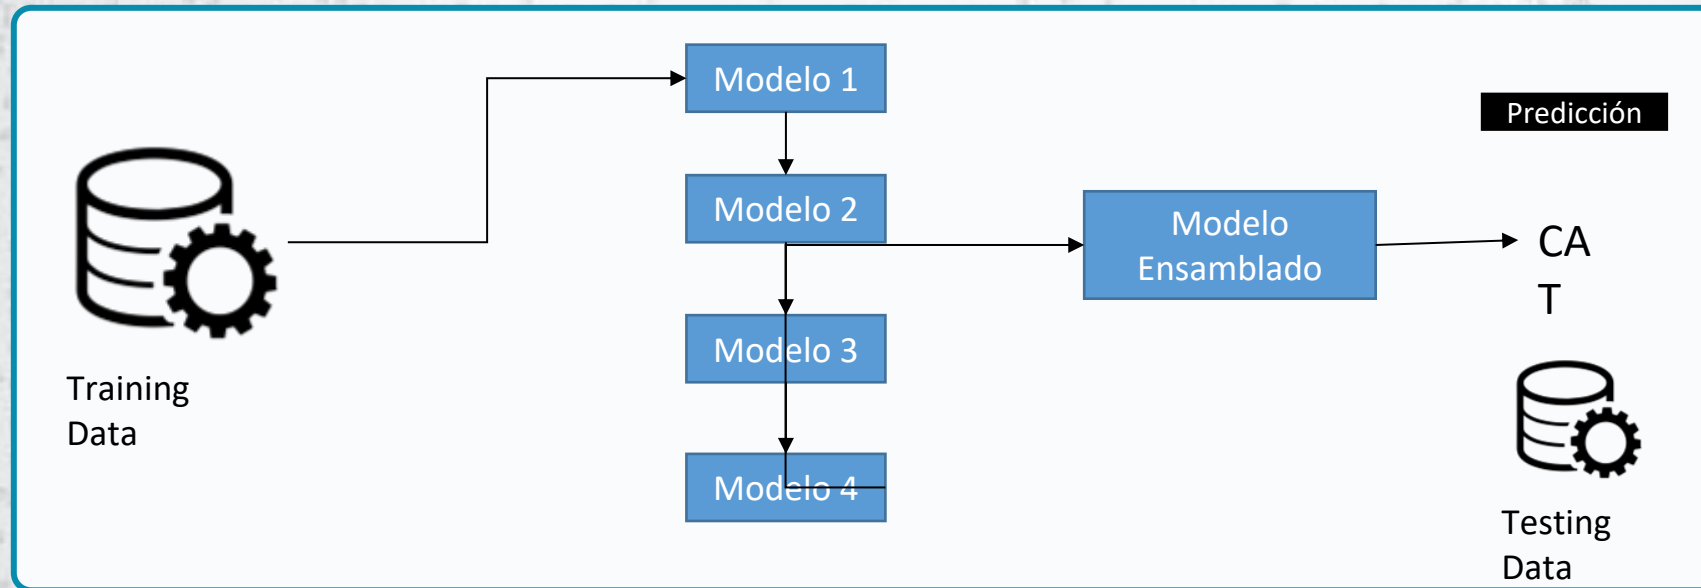 Training
Data
Modelo 1
Modelo 2
Modelo 3
Modelo 4
Modelo
Ensamblado
Predicción
CA
T
Testing
Data